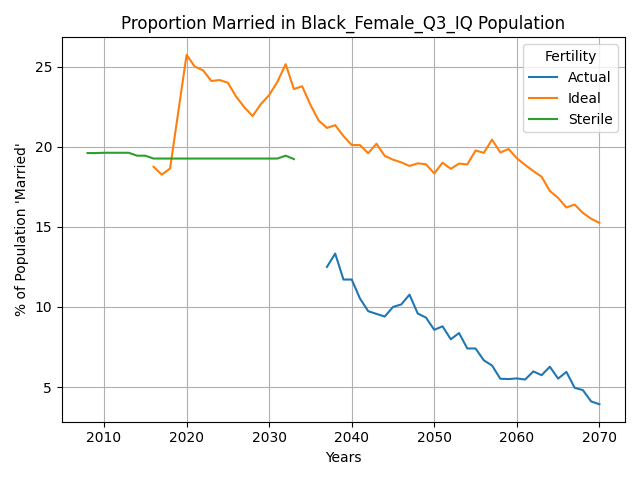 Proportion Married in Black_Female_Q3_IQ Population
% of Population 'Married'
25
20
15
10
5
Fertility
Actual
Ideal
Sterile
2010 2020 2030 2040 2050 2060 2070
Years